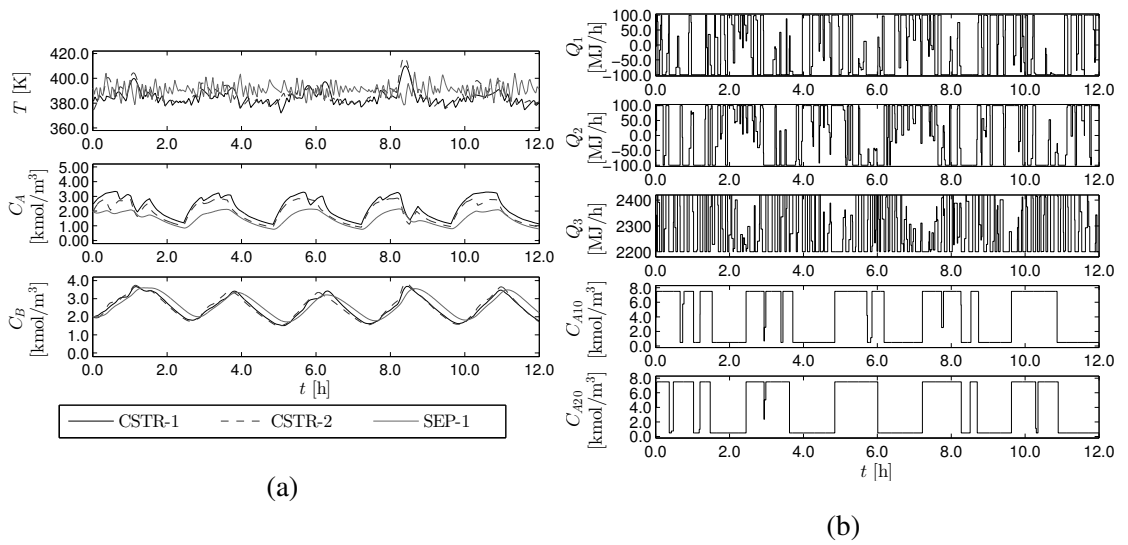 420.0
400.0
380.0
360.0
T [K]
0.0 2.0 4.0 6.0 8.0 10.0 12.0
5.00
4.00
3.00
2.00
1.00
0.00
C_A
[kmol/m³]
0.0 2.0 4.0 6.0 8.0 10.0 12.0
4.0
3.0
2.0
1.0
0.0
C_B
[kmol/m³]
0.0 2.0 4.0 6.0 8.0 10.0 12.0
t [h]
CSTR-1 CSTR-2 SEP-1
(a)
100.0
50.0
0.0
−50.0
−100.0
Q1
[MJ/h]
0.0 2.0 4.0 6.0 8.0 10.0 12.0
100.0
50.0
0.0
−50.0
−100.0
Q2
[MJ/h]
0.0 2.0 4.0 6.0 8.0 10.0 12.0
2400
2300
2200
Q3
[MJ/h]
0.0 2.0 4.0 6.0 8.0 10.0 12.0
8.0
6.0
4.0
2.0
0.0
C_A10
[kmol/m³]
0.0 2.0 4.0 6.0 8.0 10.0 12.0
8.0
6.0
4.0
2.0
0.0
C_A20
[kmol/m³]
0.0 2.0 4.0 6.0 8.0 10.0 12.0
t [h]
(b)